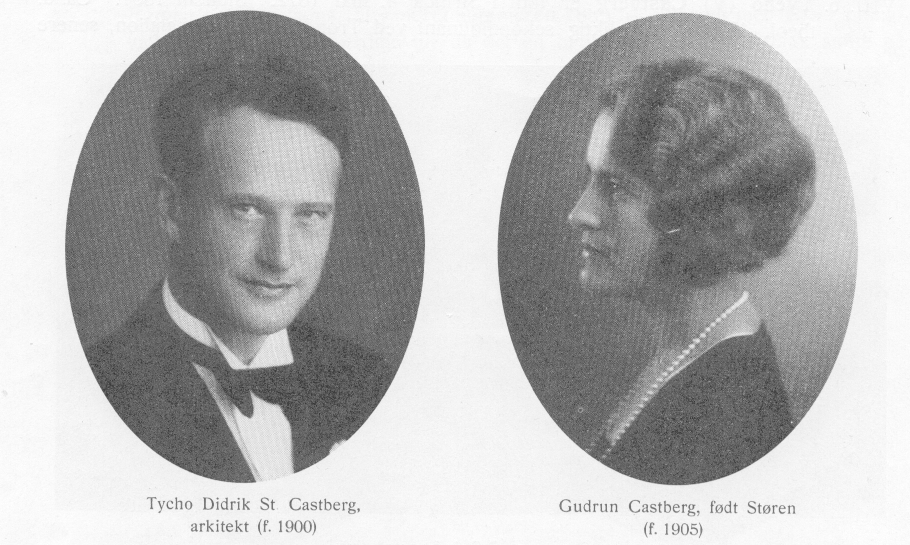 Tycho Didrik St Castberg,
arkitekt (f. 1900)
Gudrun Castberg, født Støren
(f. 1905)